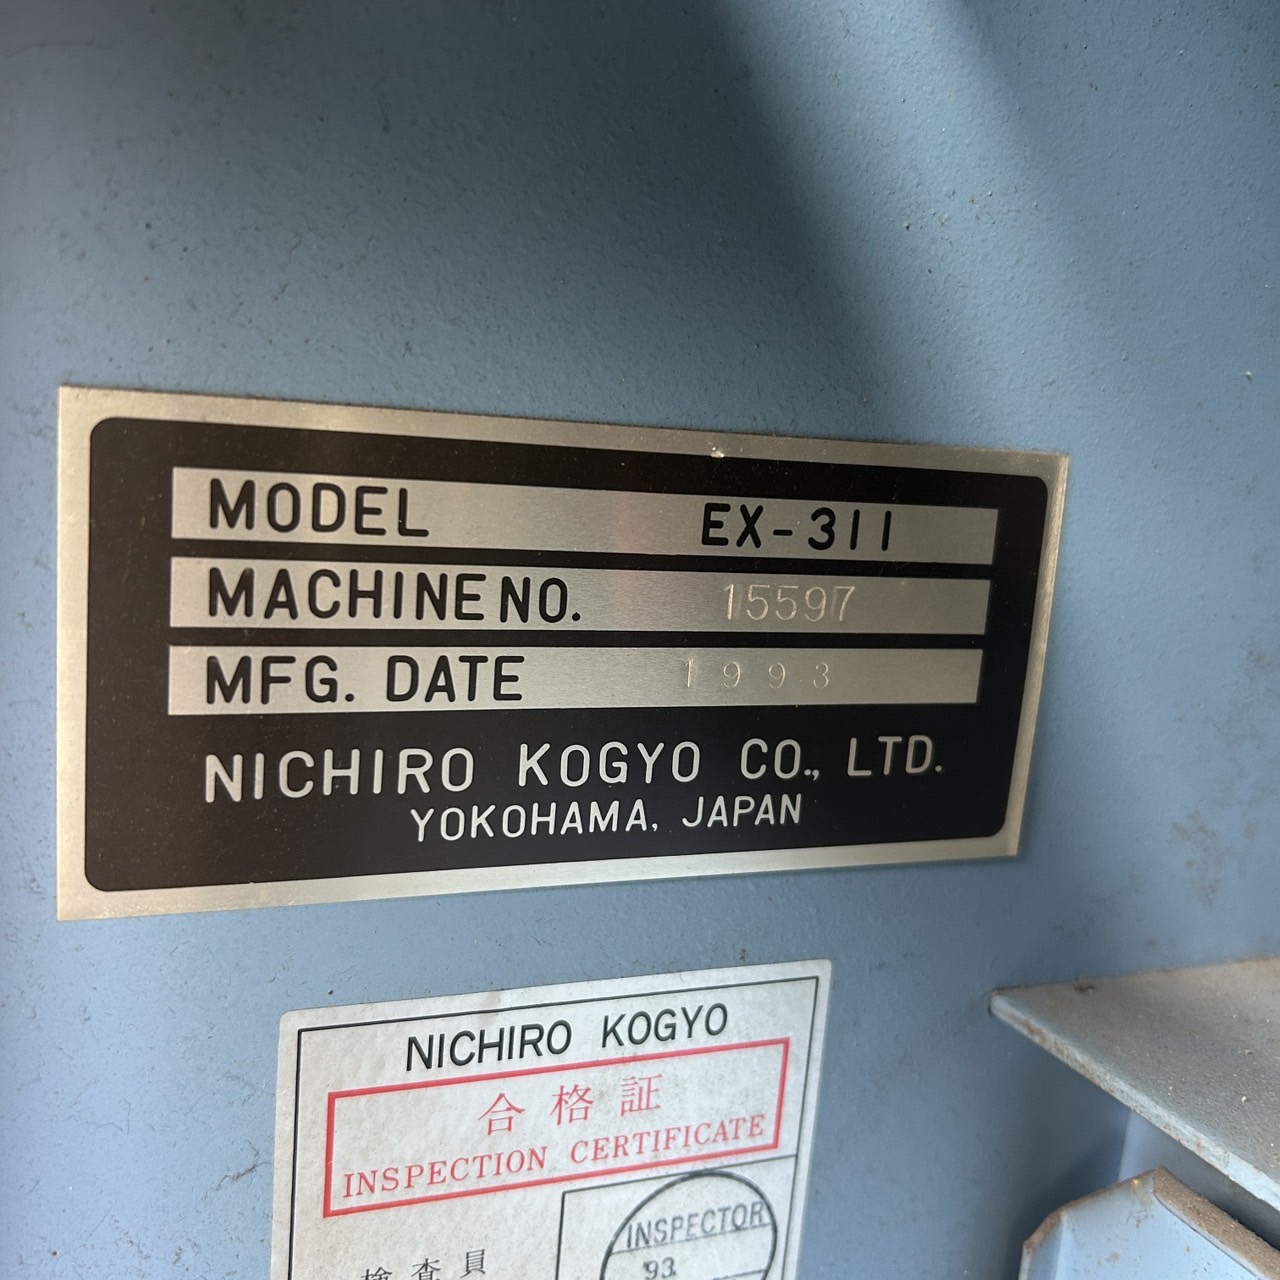 MODEL EX-311
MACHINE NO. 15597
MFG. DATE 1993
NICHIRO KOGYO CO., LTD.
YOKOHAMA, JAPAN
NICHIRO KOGYO
合格証
INSPECTION CERTIFICATE
検査員
INSPECTOR
93.